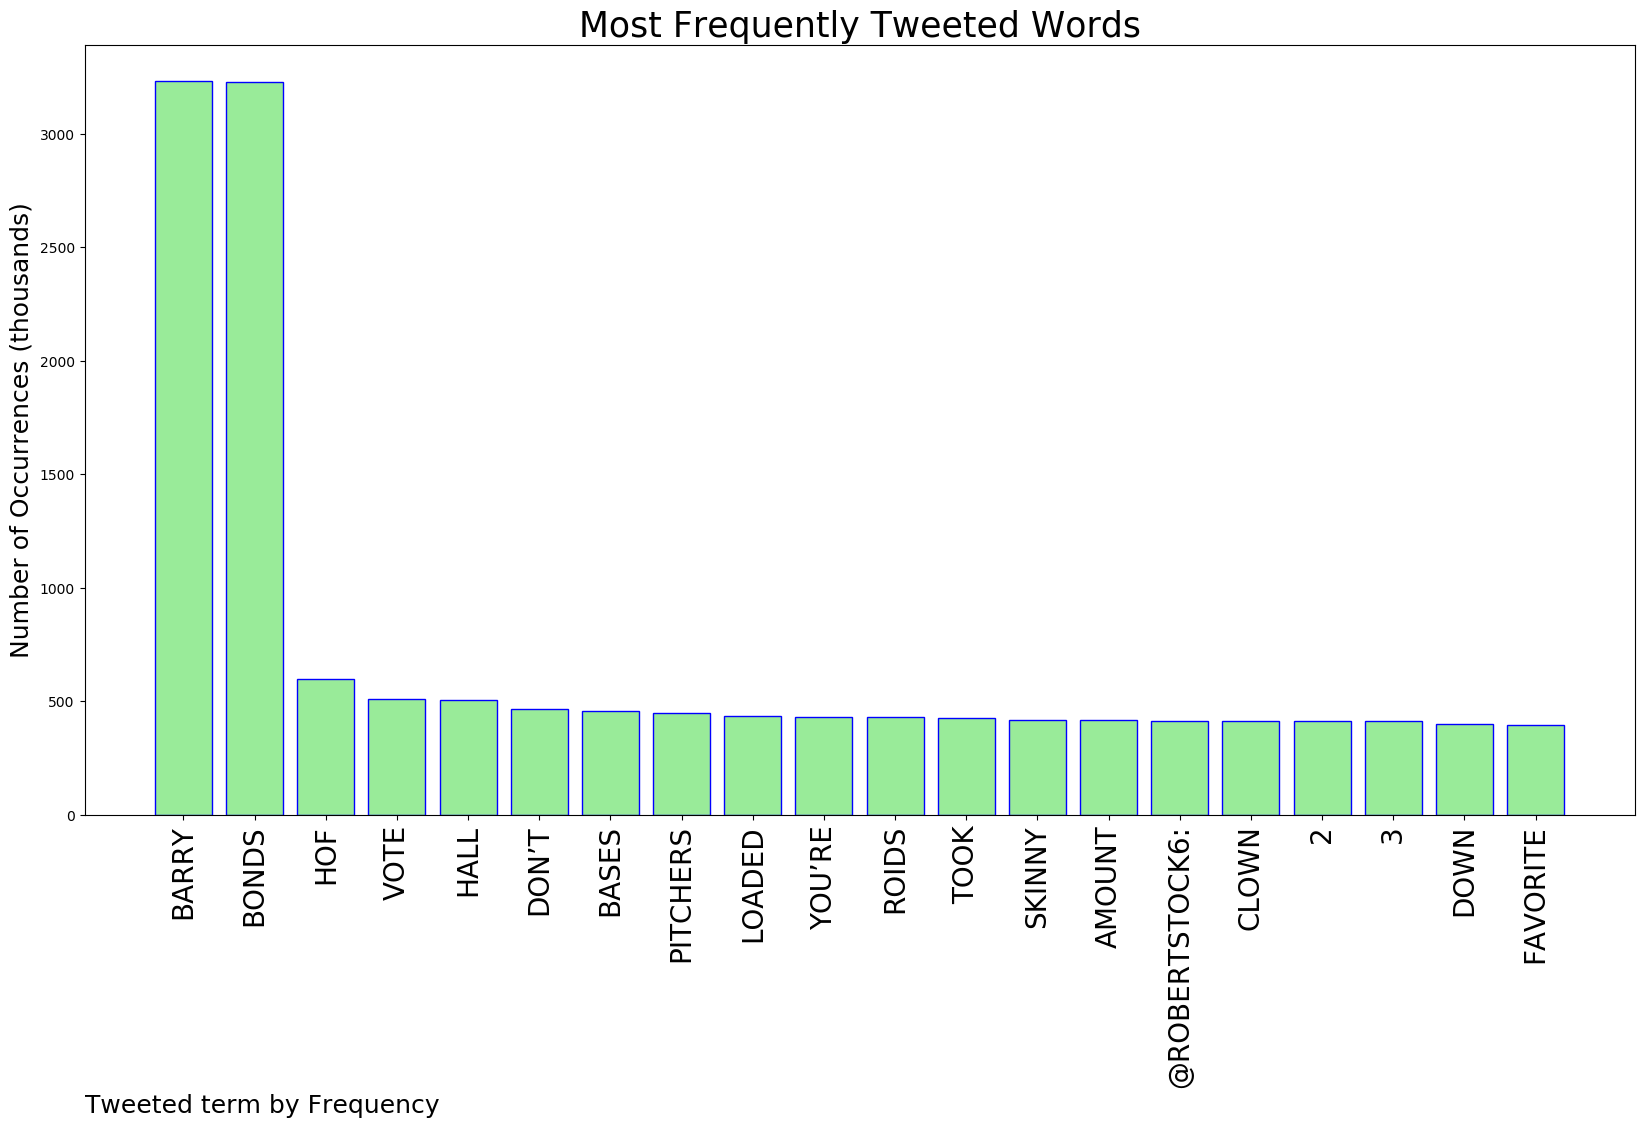 Most Frequently Tweeted Words
Number of Occurrences (thousands)
3000
2500
2000
1500
1000
500
0
BARRY
BONDS
HOF
VOTE
HALL
DON’T
BASES
PITCHERS
LOADED
YOU’RE
ROIDS
TOOK
SKINNY
AMOUNT
@ROBERTSTOCK6:
CLOWN
2
3
DOWN
FAVORITE
Tweeted term by Frequency